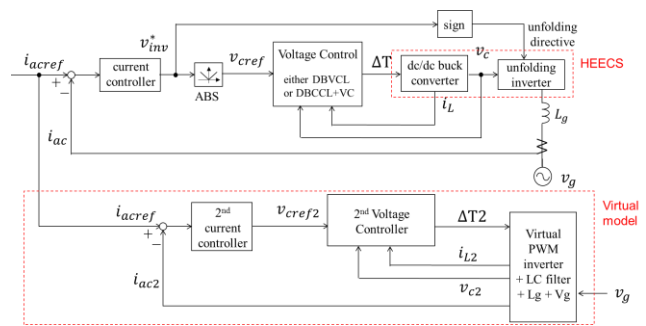 sign
unfolding
directive
i_acref
v*_inv
current
controller
ABS
v_cref
Voltage Control
either DBVCL
or DBCCL+VC
ΔT
dc/dc buck
converter
v_c
unfolding
inverter
HEECS
i_L
L_g
+
−
i_ac
v_g
Virtual
model
i_acref
+
−
2nd
current
controller
v_cref2
2nd Voltage
Controller
ΔT2
Virtual
PWM
inverter
+ LC filter
+ Lg + Vg
i_L2
v_c2
i_ac2
v_g